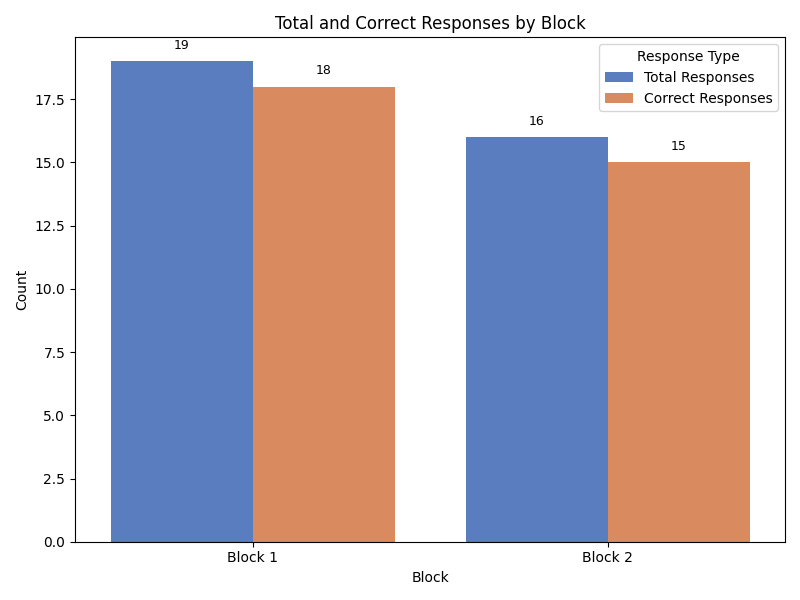 Total and Correct Responses by Block
19
18
16
15
Response Type
Total Responses
Correct Responses
17.5
15.0
12.5
10.0
7.5
5.0
2.5
0.0
Count
Block 1
Block 2
Block